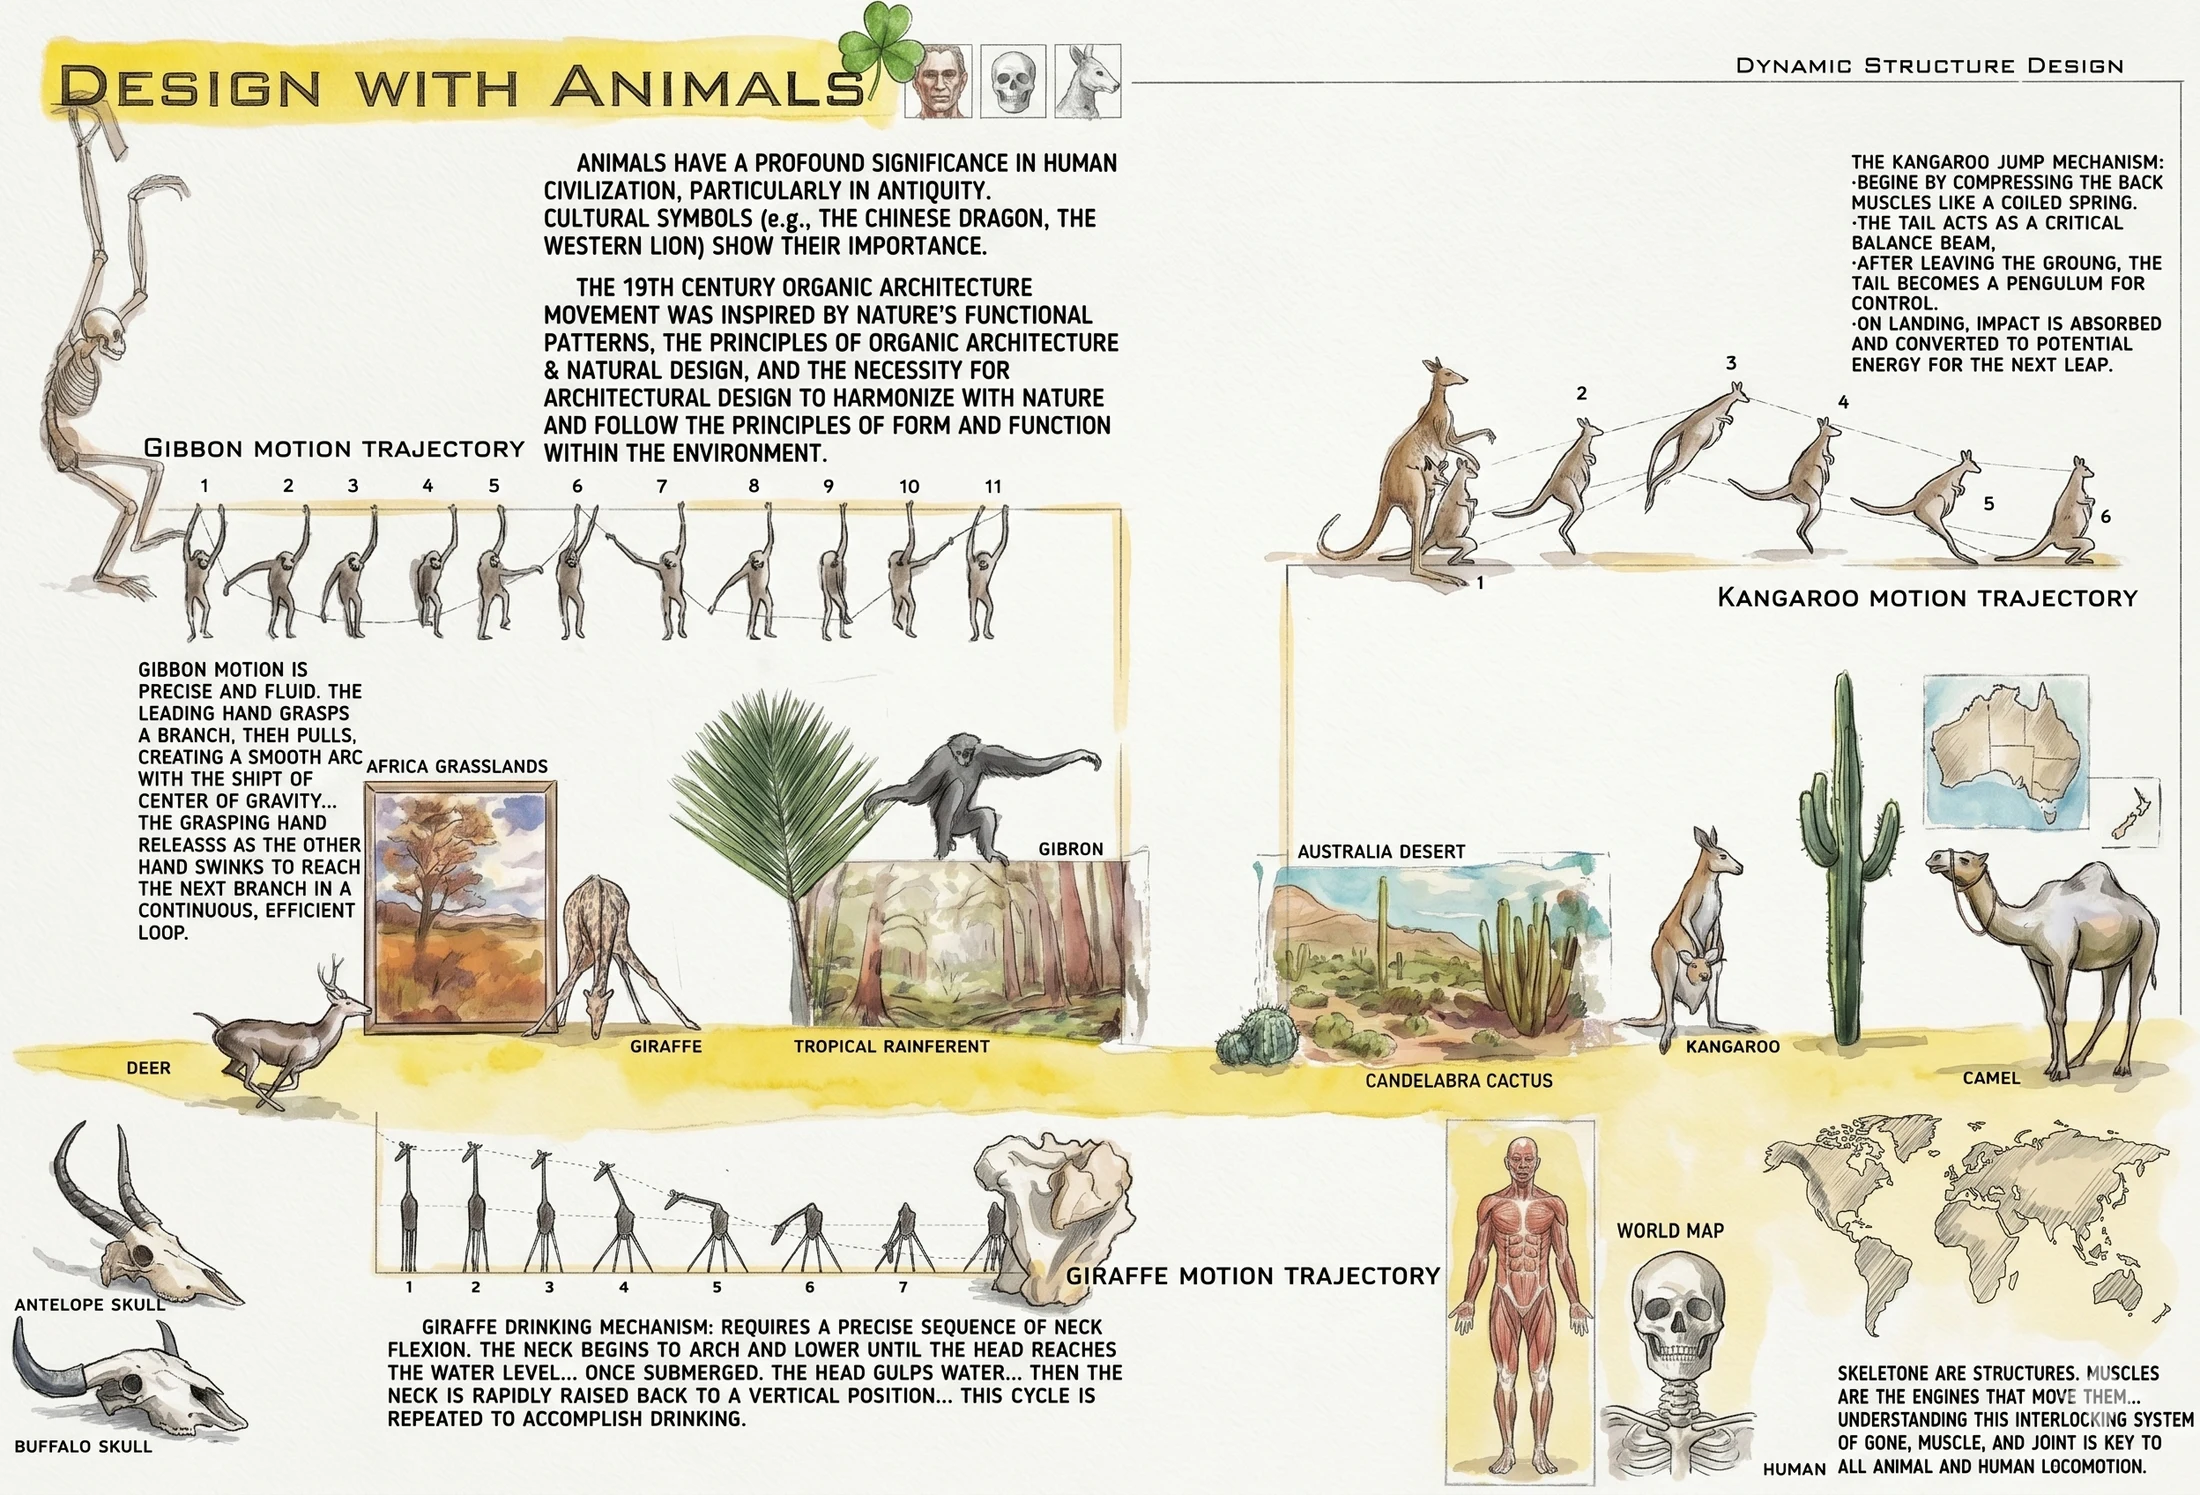 DESIGN WITH ANIMALS
DYNAMIC STRUCTURE DESIGN
ANIMALS HAVE A PROFOUND SIGNIFICANCE IN HUMAN
CIVILIZATION, PARTICULARLY IN ANTIQUITY.
CULTURAL SYMBOLS (e.g., THE CHINESE DRAGON, THE
WESTERN LION) SHOW THEIR IMPORTANCE.
THE 19TH CENTURY ORGANIC ARCHITECTURE
MOVEMENT WAS INSPIRED BY NATURE'S FUNCTIONAL
PATTERNS, THE PRINCIPLES OF ORGANIC ARCHITECTURE
& NATURAL DESIGN, AND THE NECESSITY FOR
ARCHITECTURAL DESIGN TO HARMONIZE WITH NATURE
AND FOLLOW THE PRINCIPLES OF FORM AND FUNCTION
WITHIN THE ENVIRONMENT.
THE KANGAROO JUMP MECHANISM:
·BEGINE BY COMPRESSING THE BACK
MUSCLES LIKE A COILED SPRING.
·THE TAIL ACTS AS A CRITICAL
BALANCE BEAM,
·AFTER LEAVING THE GROUNG, THE
TAIL BECOMES A PENGULUM FOR
CONTROL.
·ON LANDING, IMPACT IS ABSORBED
AND CONVERTED TO POTENTIAL
ENERGY FOR THE NEXT LEAP.
GIBBON MOTION TRAJECTORY
1 2 3 4 5 6 7 8 9 10 11
1 2 3 4 5 6
KANGAROO MOTION TRAJECTORY
GIBBON MOTION IS
PRECISE AND FLUID. THE
LEADING HAND GRASPS
A BRANCH, THEH PULLS,
CREATING A SMOOTH ARC
WITH THE SHIPT OF
CENTER OF GRAVITY...
THE GRASPING HAND
RELEASSS AS THE OTHER
HAND SWINKS TO REACH
THE NEXT BRANCH IN A
CONTINUOUS, EFFICIENT
LOOP.
AFRICA GRASSLANDS
GIBRON
AUSTRALIA DESERT
DEER
GIRAFFE
TROPICAL RAINFERENT
CANDELABRA CACTUS
KANGAROO
CAMEL
ANTELOPE SKULL
BUFFALO SKULL
1 2 3 4 5 6 7
GIRAFFE MOTION TRAJECTORY
GIRAFFE DRINKING MECHANISM: REQUIRES A PRECISE SEQUENCE OF NECK
FLEXION. THE NECK BEGINS TO ARCH AND LOWER UNTIL THE HEAD REACHES
THE WATER LEVEL... ONCE SUBMERGED. THE HEAD GULPS WATER... THEN THE
NECK IS RAPIDLY RAISED BACK TO A VERTICAL POSITION... THIS CYCLE IS
REPEATED TO ACCOMPLISH DRINKING.
WORLD MAP
HUMAN
SKELETONE ARE STRUCTURES. MUSCLES
ARE THE ENGINES THAT MOVE THEM...
UNDERSTANDING THIS INTERLOCKING SYSTEM
OF GONE, MUSCLE, AND JOINT IS KEY TO
ALL ANIMAL AND HUMAN LOCOMOTION.